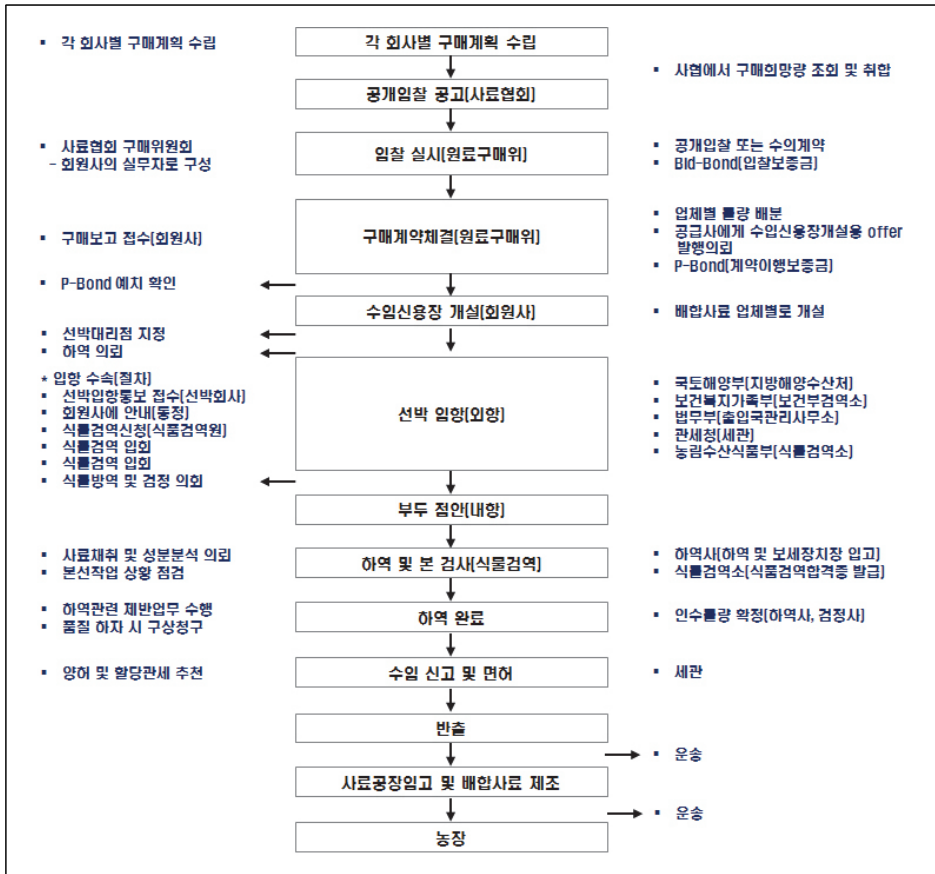 ▪ 각 회사별 구매계획 수립
각 회사별 구매계획 수립
▪ 사협에서 구매희망량 조회 및 취합
공개입찰 공고(사료협회)
▪ 사료협회 구매위원회
- 회원사의 실무자로 구성
입찰 실시(원료구매위)
▪ 공개입찰 또는 수의계약
▪ Bid-Bond(입찰보증금)
▪ 구매보고 접수(회원사)
구매계약체결(원료구매위)
▪ 업체별 물량 배분
▪ 공급사에게 수입신용장개설용 offer
발행의뢰
▪ P-Bond(계약이행보증금)
▪ P-Bond 예치 확인
수입신용장 개설(회원사)
▪ 배합사료 업체별로 개설
▪ 선박대리점 지정
▪ 하역 의뢰
* 입항 수속(절차)
▪ 선박입항통보 접수(선박회사)
▪ 회원사에 안내(동정)
▪ 식물검역신청(식품검역원)
▪ 식물검역 입회
▪ 식물검역 입회
▪ 식물방역 및 검정 의회
선박 입항(외항)
▪ 국토해양부(지방해양수산처)
▪ 보건복지가족부(보건부검역소)
▪ 법무부(출입국관리사무소)
▪ 관세청(세관)
▪ 농림수산식품부(식물검역소)
부두 접안(내항)
▪ 사료채취 및 성분분석 의뢰
▪ 본선작업 상황 점검
하역 및 본 검사(식물검역)
▪ 하역사(하역 및 보세장치장 입고)
▪ 식물검역소(식품검역합격증 발급)
▪ 하역관련 제반업무 수행
▪ 품질 하자 시 구상청구
하역 완료
▪ 인수물량 확정(하역사, 검정사)
▪ 양허 및 할당관세 추천
수입 신고 및 면허
▪ 세관
반출
▪ 운송
사료공장입고 및 배합사료 제조
▪ 운송
농장